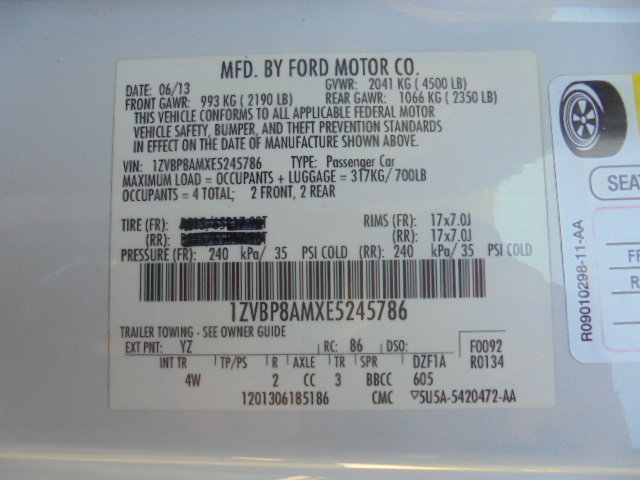 MFD. BY FORD MOTOR CO.
DATE: 06/13 GVWR: 2041 KG ( 4500 LB)
FRONT GAWR: 993 KG ( 2190 LB) REAR GAWR: 1066 KG ( 2350 LB)
THIS VEHICLE CONFORMS TO ALL APPLICABLE FEDERAL MOTOR
VEHICLE SAFETY, BUMPER, AND THEFT PREVENTION STANDARDS
IN EFFECT ON THE DATE OF MANUFACTURE SHOWN ABOVE.
VIN: 1ZVBP8AMXE5245786 TYPE: Passenger Car
MAXIMUM LOAD = OCCUPANTS + LUGGAGE = 317KG/ 700LB
OCCUPANTS = 4 TOTAL; 2 FRONT, 2 REAR
TIRE (FR): RIMS (FR): 17x7.0J
(RR): (RR): 17x7.0J
PRESSURE (FR): 240 kPa/ 35 PSI COLD (RR): 240 kPa/ 35 PSI COLD
1ZVBP8AMXE5245786
TRAILER TOWING - SEE OWNER GUIDE
EXT PNT: YZ RC: 86 DSO: F0092
INT TR TP/PS R AXLE TR SPR DZF1A R0134
4W 2 CC 3 BBCC 605
1201306185186 CMC ▽5U5A-5420472-AA
SEAT
FR
R
R09010298-11-AA